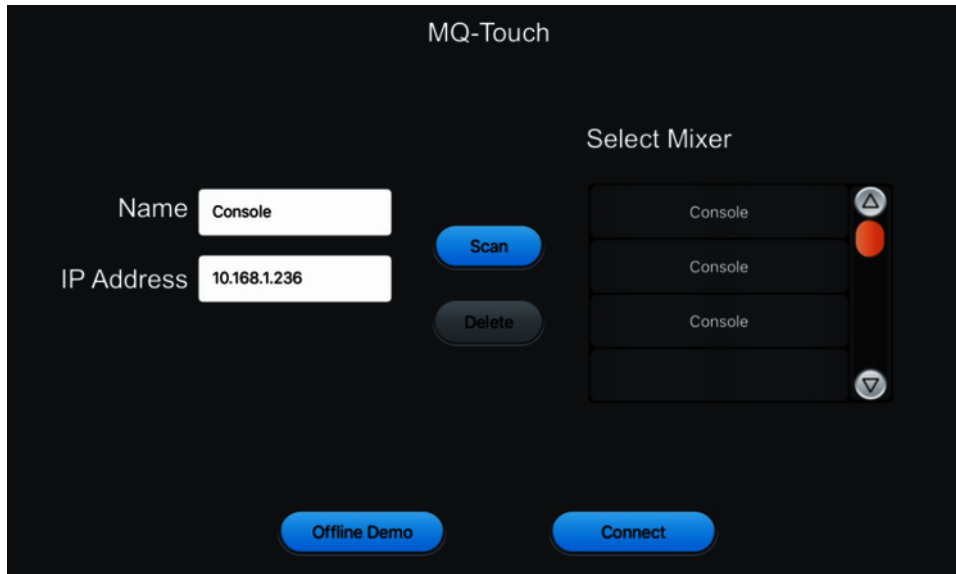 MQ-Touch
Select Mixer
Name
Console
IP Address
10.168.1.236
Scan
Delete
Console
Console
Console
Offline Demo
Connect